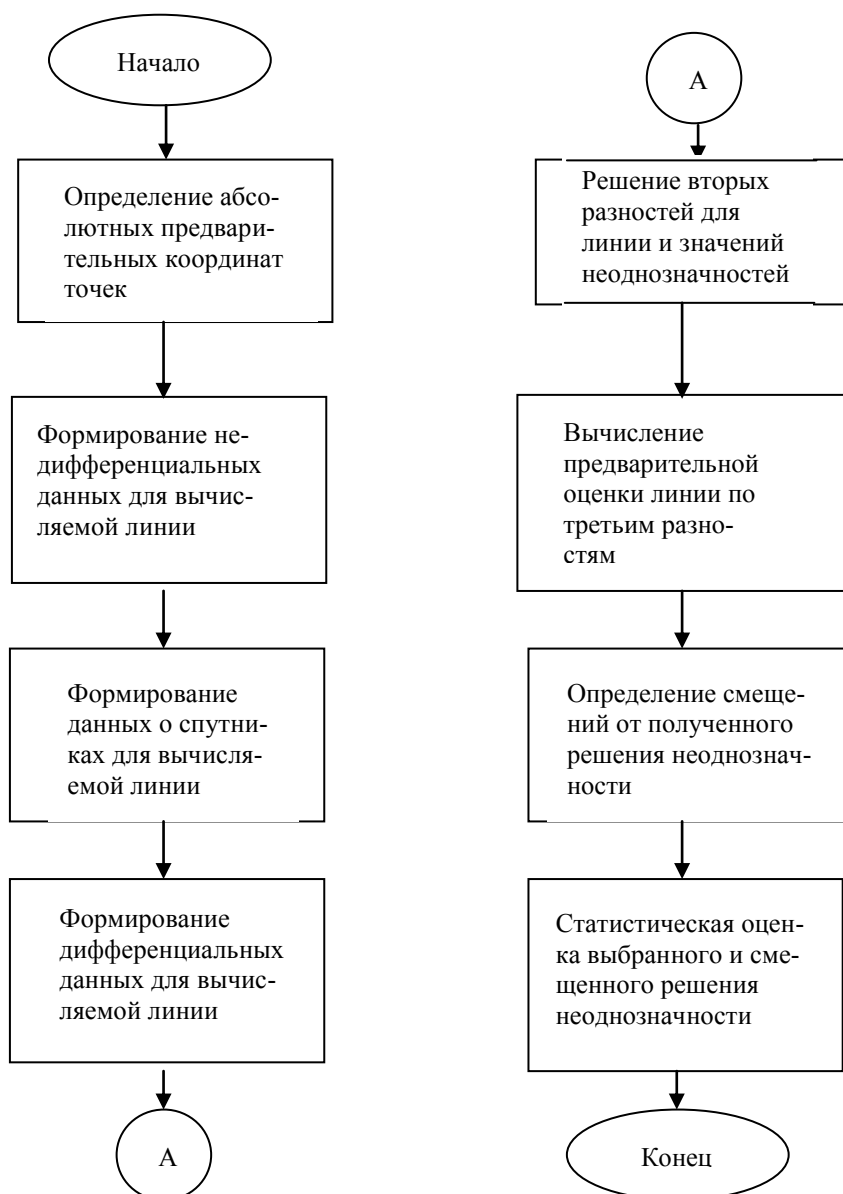 Начало
Определение абсо-
лютных предвари-
тельных координат
точек
Формирование не-
дифференциальных
данных для вычис-
ляемой линии
Формирование
данных о спутни-
ках для вычисля-
емой линии
Формирование
дифференциальных
данных для вычис-
ляемой линии
А
А
Решение вторых
разностей для
линии и значений
неоднозначностей
Вычисление
предварительной
оценки линии по
третьим разно-
стям
Определение смеще-
ний от полученного
решения неоднознач-
ности
Статистическая оцен-
ка выбранного и сме-
щенного решения
неоднозначности
Конец